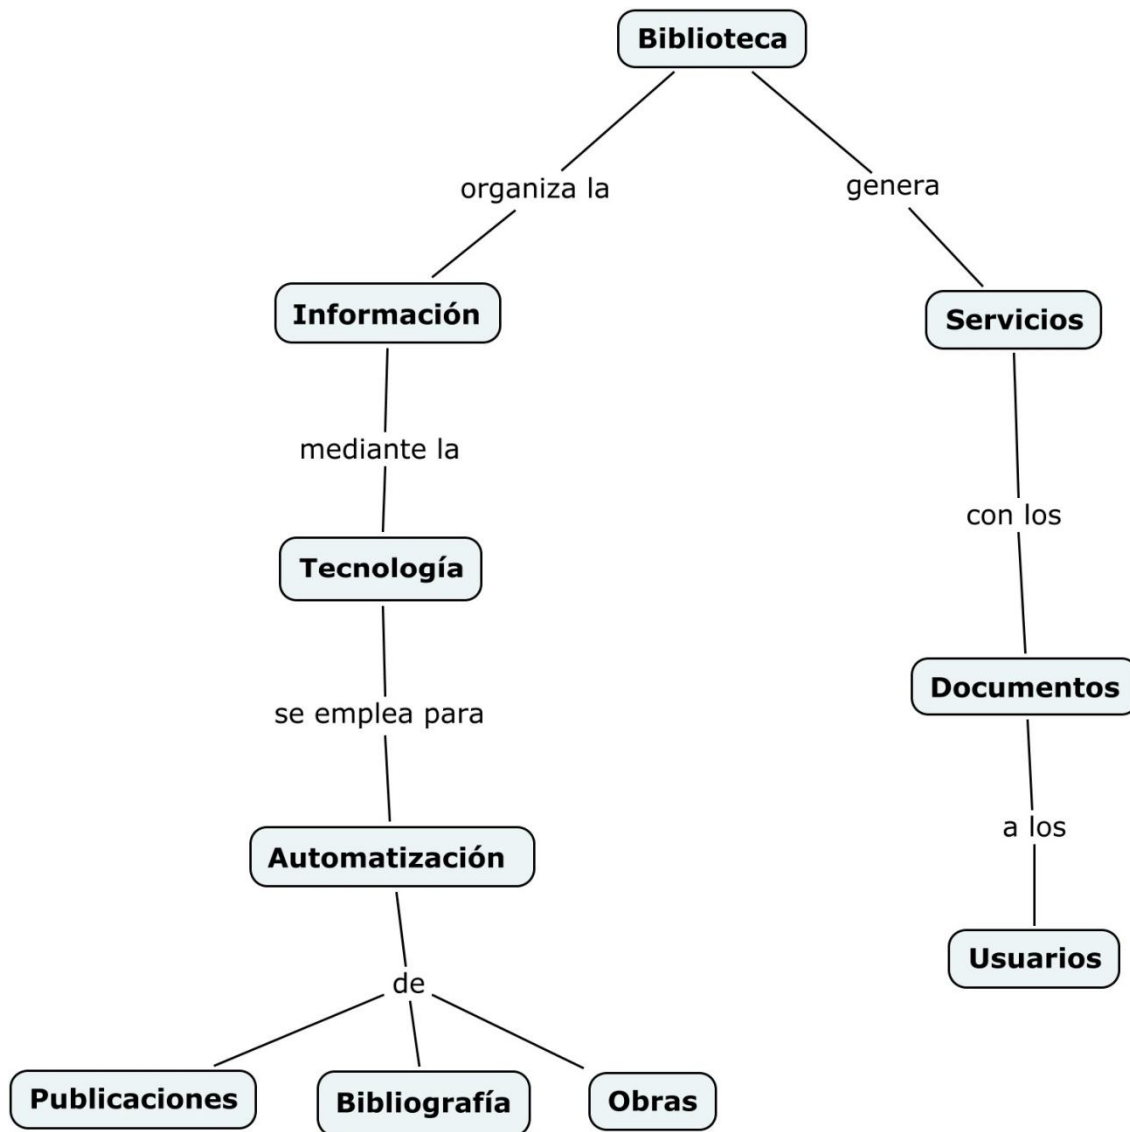 Biblioteca
organiza la
genera
Información
Servicios
mediante la
con los
Tecnología
Documentos
se emplea para
a los
Automatización
Usuarios
de
Publicaciones
Bibliografía
Obras